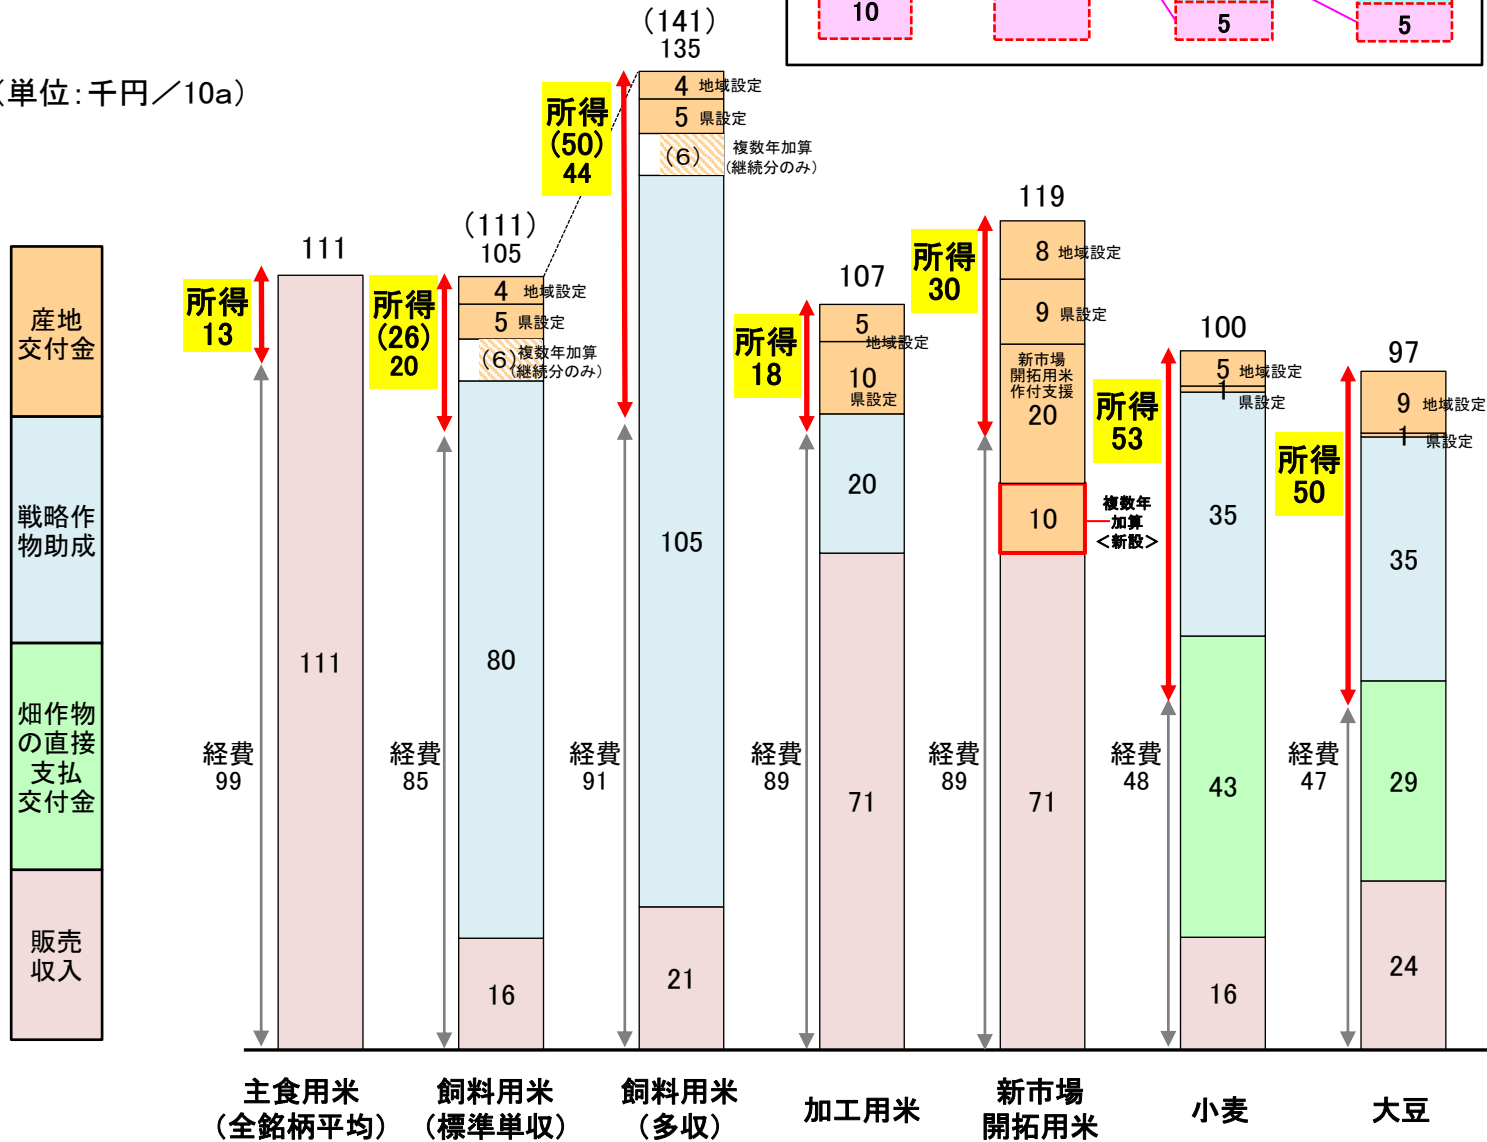 10
5
5
（単位：千円／10a）
産地
交付金
戦略作
物助成
畑作物
の直接
支払
交付金
販売
収入
111
所得
13
経費
99
111
主食用米
（全銘柄平均）
（111）
105
所得
(26)
20
4 地域設定
5 県設定
（6）複数年加算
（継続分のみ）
80
経費
85
16
飼料用米
（標準単収）
（141）
135
所得
(50)
44
4 地域設定
5 県設定
（6） 複数年加算
（継続分のみ）
105
経費
91
21
飼料用米
（多収）
107
所得
18
5
地域設定
10
県設定
20
経費
89
71
加工用米
119
所得
30
8 地域設定
9 県設定
新市場
開拓用米
作付支援
20
10
複数年
加算
＜新設＞
経費
89
71
新市場
開拓用米
100
所得
53
5 地域設定
1 県設定
35
経費
48
43
16
小麦
97
所得
50
9 地域設定
1 県設定
35
経費
47
29
24
大豆